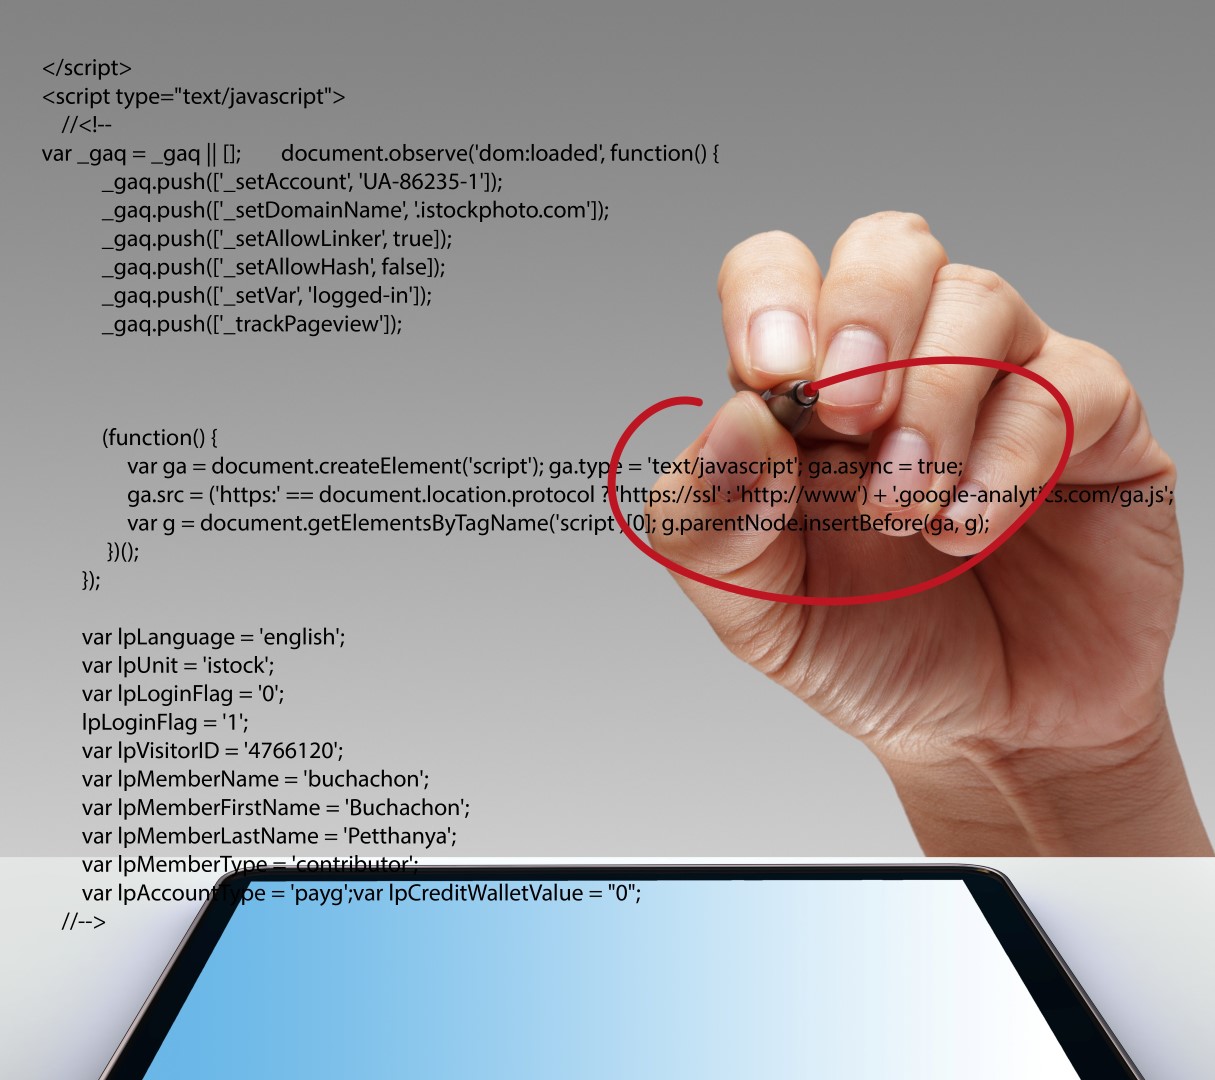 </script>
<script type="text/javascript">
//<!--
var _gaq = _gaq || []; document.observe('dom:loaded', function() {
_gaq.push(['_setAccount', 'UA-86235-1']);
_gaq.push(['_setDomainName', '.istockphoto.com']);
_gaq.push(['_setAllowLinker', true]);
_gaq.push(['_setAllowHash', false]);
_gaq.push(['_setVar', 'logged-in']);
_gaq.push(['_trackPageview']);
(function() {
var ga = document.createElement('script'); ga.type = 'text/javascript'; ga.async = true;
ga.src = ('https:' == document.location.protocol ? 'https://ssl' : 'http://www') + '.google-analytics.com/ga.js';
var g = document.getElementsByTagName('script')[0]; g.parentNode.insertBefore(ga, g);
})();
});
var lpLanguage = 'english';
var lpUnit = 'istock';
var lpLoginFlag = '0';
lpLoginFlag = '1';
var lpVisitorID = '4766120';
var lpMemberName = 'buchachon';
var lpMemberFirstName = 'Buchachon';
var lpMemberLastName = 'Petthanya';
var lpMemberType = 'contributor';
var lpAccountType = 'payg';var lpCreditWalletValue = "0";
//-->